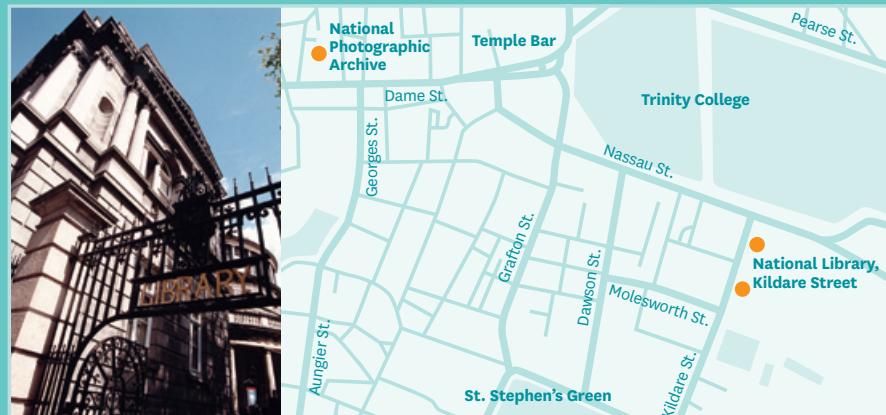 LIBRARY
National
Photographic
Archive
Temple Bar
Pearse St.
Dame St.
Trinity College
Georges St.
Nassau St.
Grafton St.
Dawson St.
National Library,
Kildare Street
Molesworth St.
Aungier St.
Kildare St.
St. Stephen's Green